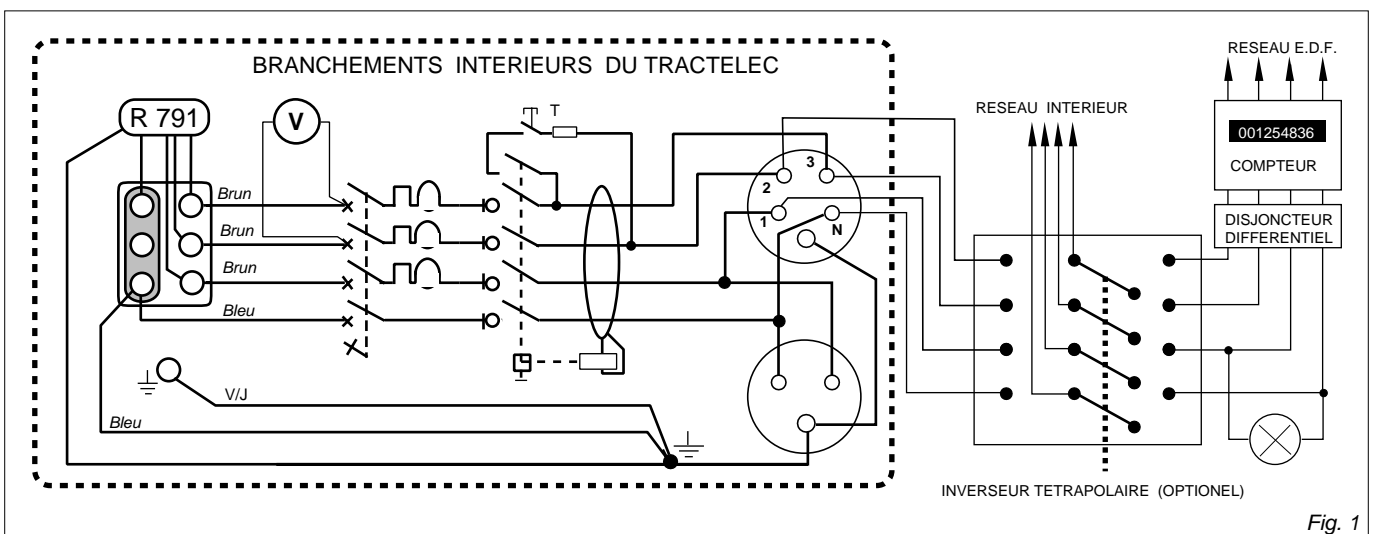 BRANCHEMENTS INTERIEURS DU TRACTELEC
RESEAU E.D.F.
R 791
V
T
RESEAU INTERIEUR
001254836
COMPTEUR
DISJONCTEUR
DIFFERENTIEL
Brun
Brun
Brun
Bleu
3
2
1
N
V/J
Bleu
INVERSEUR TETRAPOLAIRE (OPTIONEL)
Fig. 1